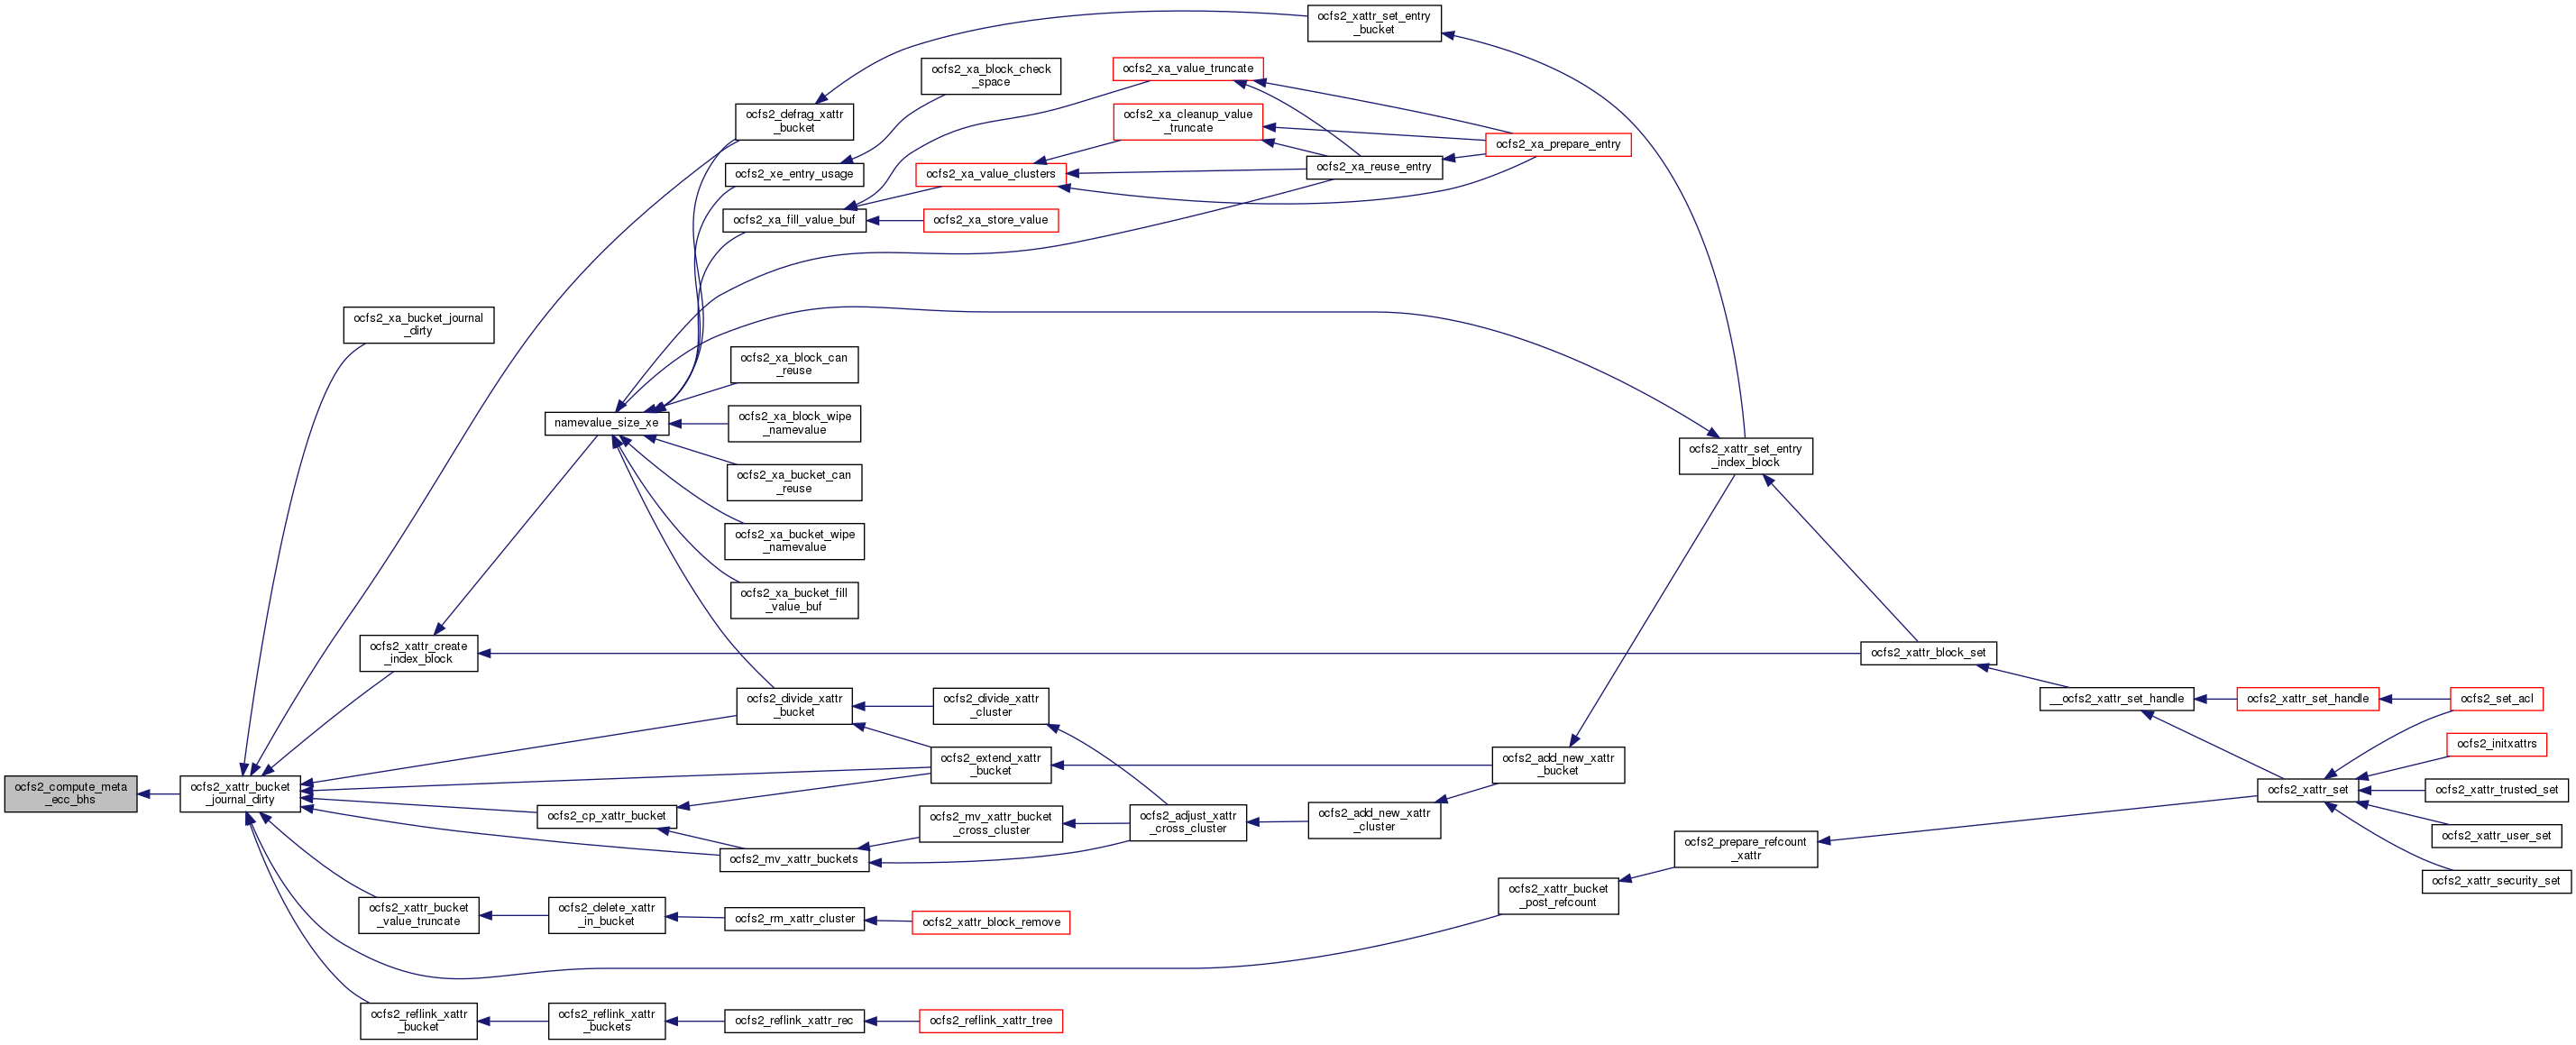 ocfs2_xattr_set_entry
_bucket
ocfs2_xa_block_check
_space
ocfs2_xa_value_truncate
ocfs2_defrag_xattr
_bucket
ocfs2_xa_cleanup_value
_truncate
ocfs2_xa_prepare_entry
ocfs2_xe_entry_usage
ocfs2_xa_value_clusters
ocfs2_xa_reuse_entry
ocfs2_xa_fill_value_buf
ocfs2_xa_store_value
ocfs2_xa_bucket_journal
_dirty
ocfs2_xa_block_can
_reuse
namevalue_size_xe
ocfs2_xa_block_wipe
_namevalue
ocfs2_xattr_set_entry
_index_block
ocfs2_xa_bucket_can
_reuse
ocfs2_xa_bucket_wipe
_namevalue
ocfs2_xa_bucket_fill
_value_buf
ocfs2_xattr_create
_index_block
ocfs2_xattr_block_set
ocfs2_divide_xattr
_bucket
ocfs2_divide_xattr
_cluster
__ocfs2_xattr_set_handle
ocfs2_xattr_set_handle
ocfs2_set_acl
ocfs2_initxattrs
ocfs2_extend_xattr
_bucket
ocfs2_add_new_xattr
_bucket
ocfs2_compute_meta
_ecc_bhs
ocfs2_xattr_bucket
_journal_dirty
ocfs2_xattr_set
ocfs2_xattr_trusted_set
ocfs2_cp_xattr_bucket
ocfs2_mv_xattr_bucket
_cross_cluster
ocfs2_adjust_xattr
_cross_cluster
ocfs2_add_new_xattr
_cluster
ocfs2_xattr_user_set
ocfs2_mv_xattr_buckets
ocfs2_prepare_refcount
_xattr
ocfs2_xattr_security_set
ocfs2_xattr_bucket
_post_refcount
ocfs2_xattr_bucket
_value_truncate
ocfs2_delete_xattr
_in_bucket
ocfs2_rm_xattr_cluster
ocfs2_xattr_block_remove
ocfs2_reflink_xattr
_bucket
ocfs2_reflink_xattr
_buckets
ocfs2_reflink_xattr_rec
ocfs2_reflink_xattr_tree